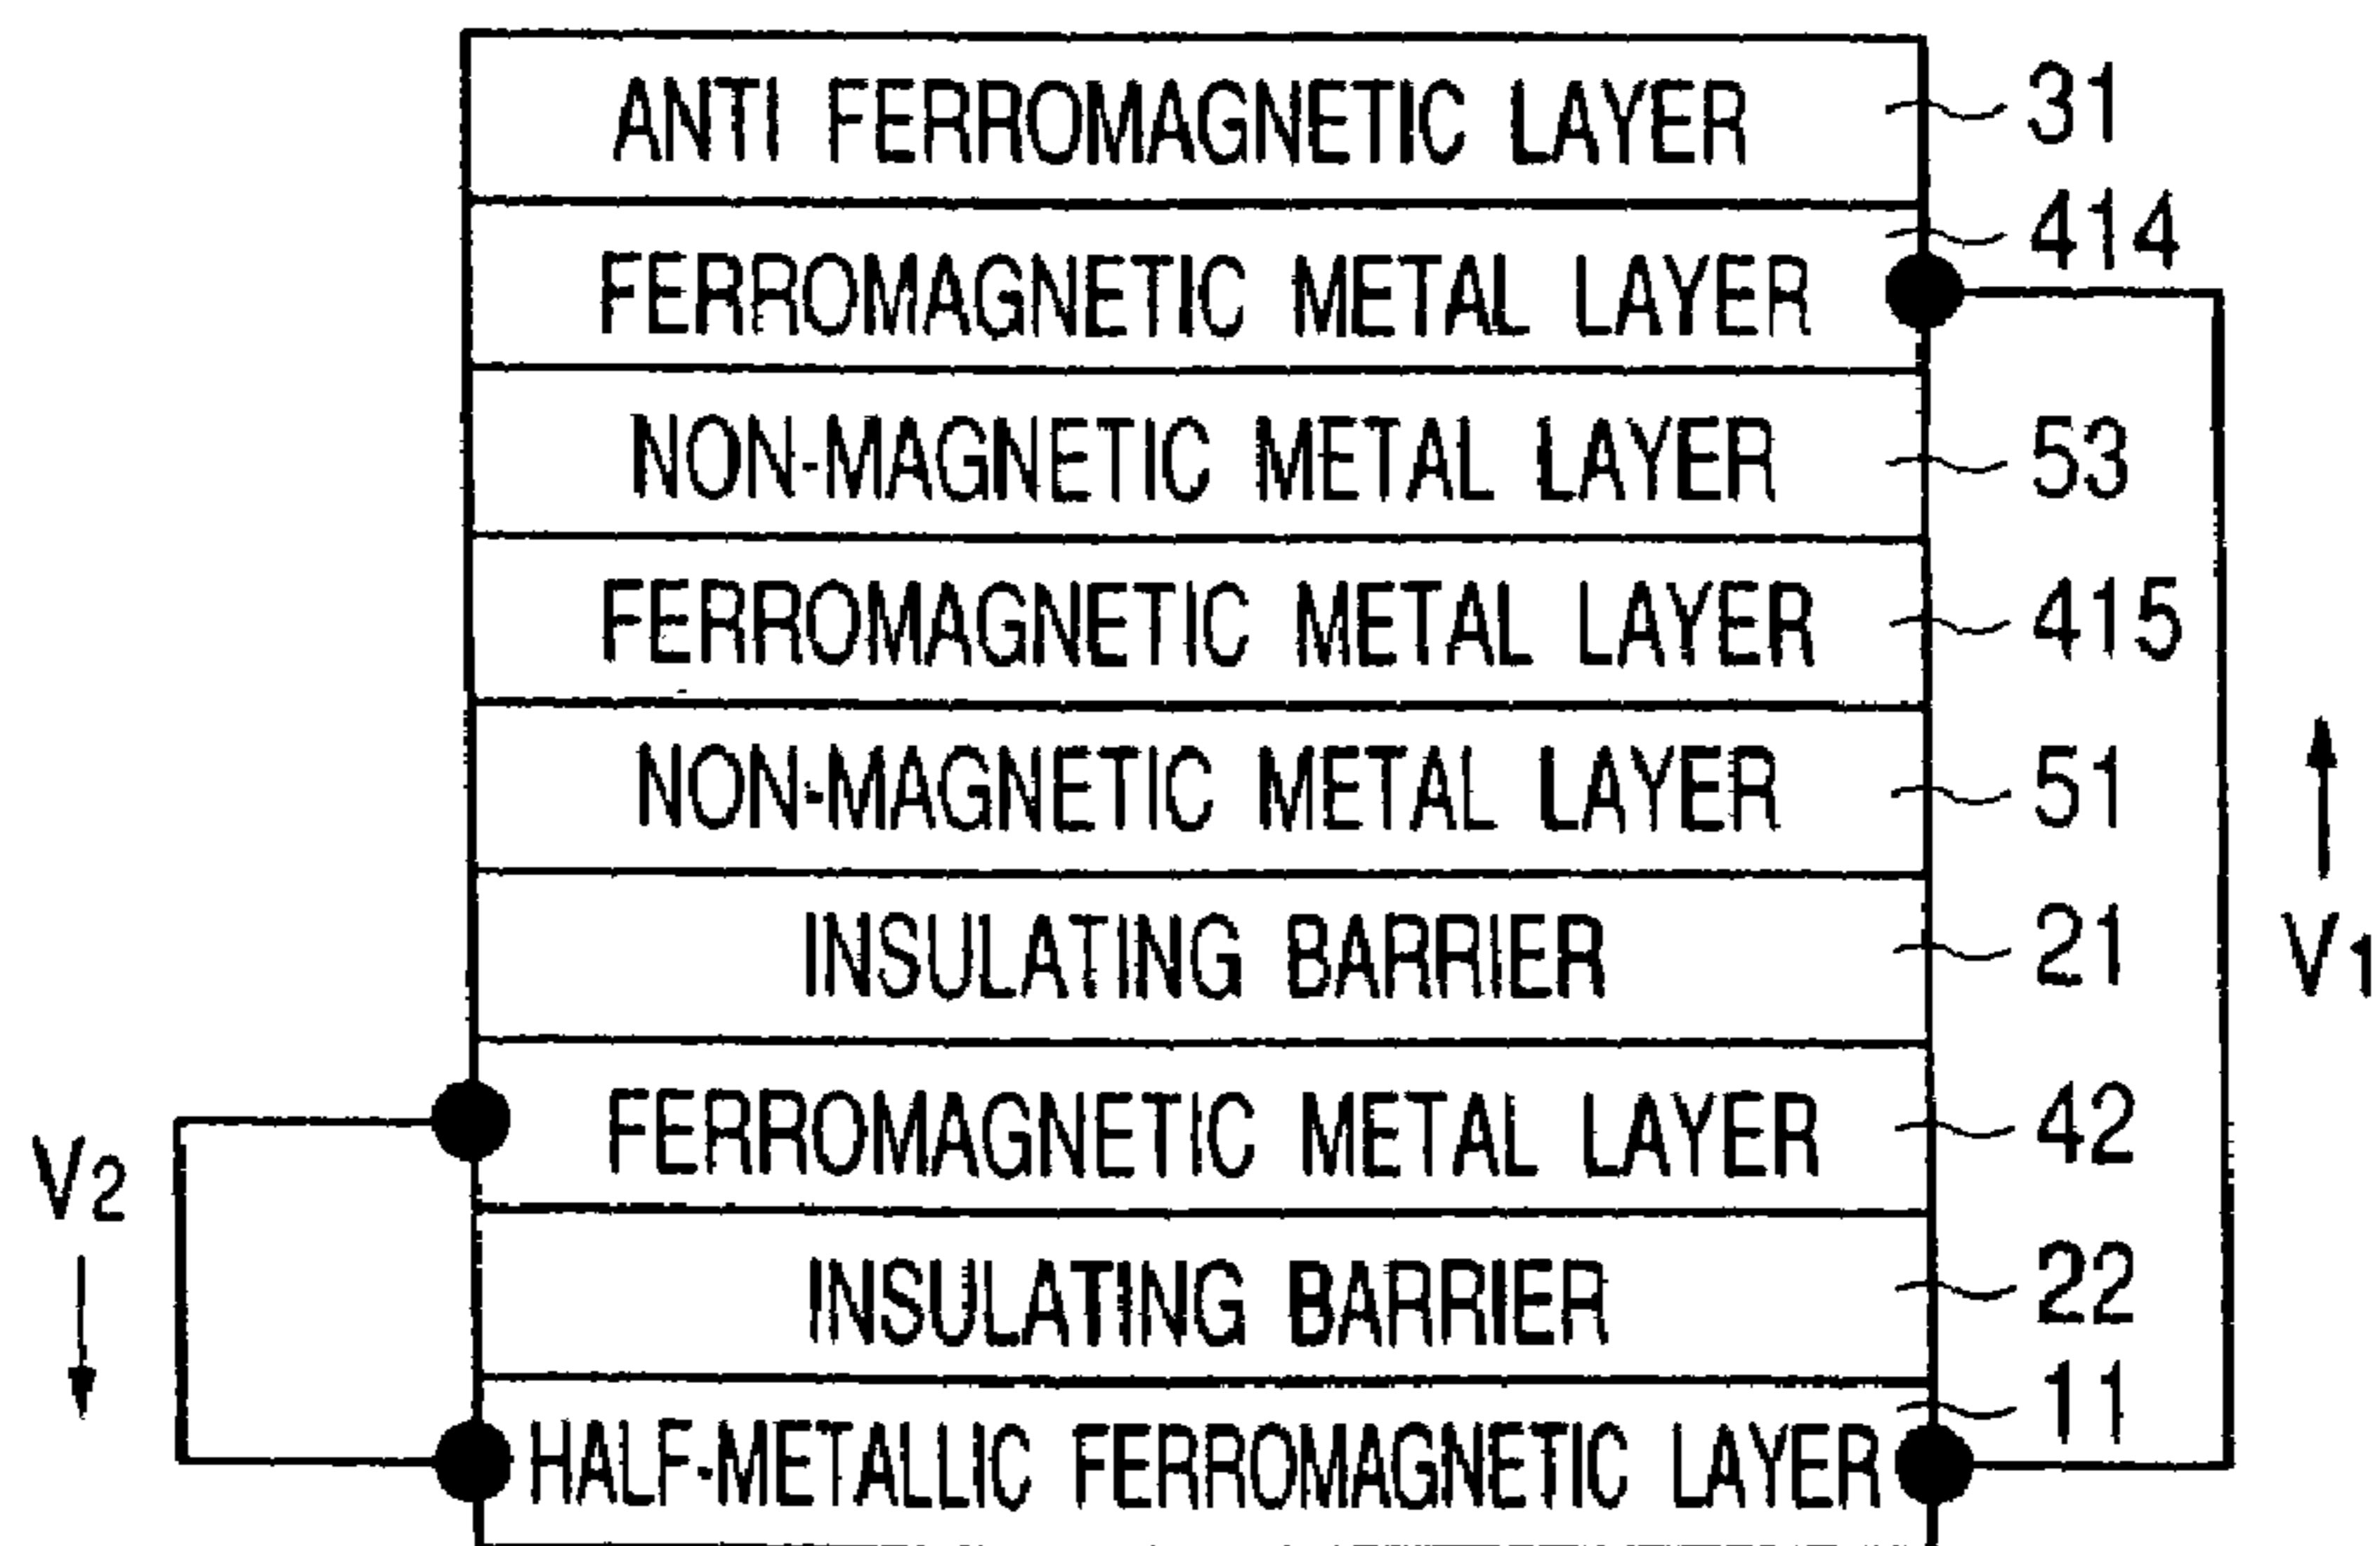 ANTI FERROMAGNETIC LAYER 31
414
FERROMAGNETIC METAL LAYER
NON-MAGNETIC METAL LAYER 53
FERROMAGNETIC METAL LAYER 415
NON-MAGNETIC METAL LAYER 51
INSULATING BARRIER 21
V1
FERROMAGNETIC METAL LAYER 42
V2
INSULATING BARRIER 22
11
HALF-METALLIC FERROMAGNETIC LAYER